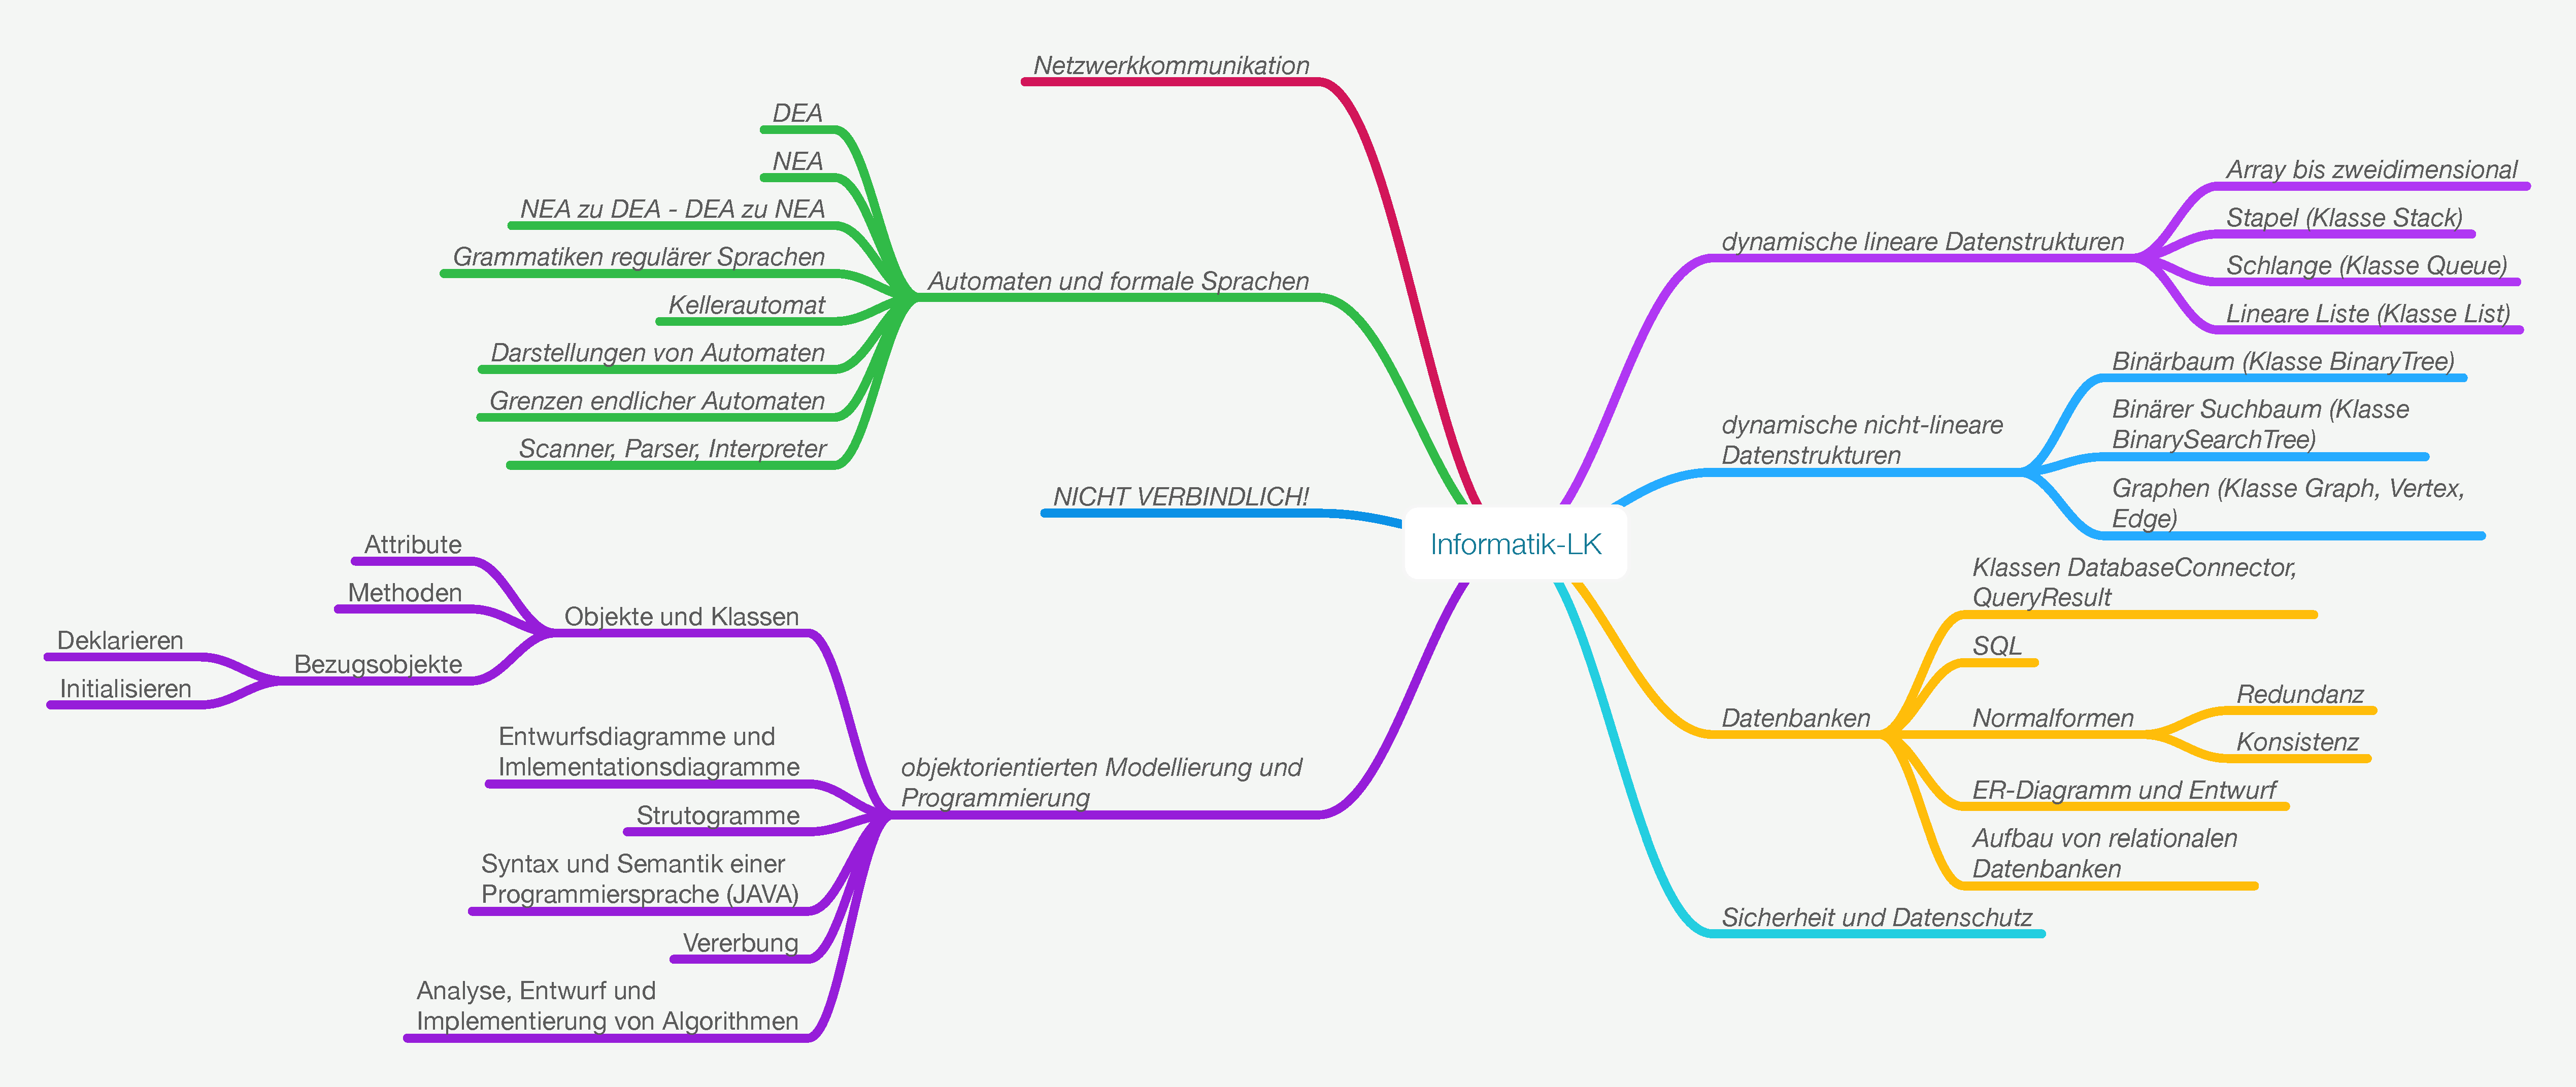 Informatik-LK
Netzwerkkommunikation
Automaten und formale Sprachen
DEA
NEA
NEA zu DEA - DEA zu NEA
Grammatiken regulärer Sprachen
Kellerautomat
Darstellungen von Automaten
Grenzen endlicher Automaten
Scanner, Parser, Interpreter
NICHT VERBINDLICH!
objektorientierten Modellierung und
Programmierung
Objekte und Klassen
Attribute
Methoden
Bezugsobjekte
Deklarieren
Initialisieren
Entwurfsdiagramme und
Imlementationsdiagramme
Strutogramme
Syntax und Semantik einer
Programmiersprache (JAVA)
Vererbung
Analyse, Entwurf und
Implementierung von Algorithmen
dynamische lineare Datenstrukturen
Array bis zweidimensional
Stapel (Klasse Stack)
Schlange (Klasse Queue)
Lineare Liste (Klasse List)
dynamische nicht-lineare
Datenstrukturen
Binärbaum (Klasse BinaryTree)
Binärer Suchbaum (Klasse
BinarySearchTree)
Graphen (Klasse Graph, Vertex,
Edge)
Datenbanken
Klassen DatabaseConnector,
QueryResult
SQL
Normalformen
Redundanz
Konsistenz
ER-Diagramm und Entwurf
Aufbau von relationalen
Datenbanken
Sicherheit und Datenschutz